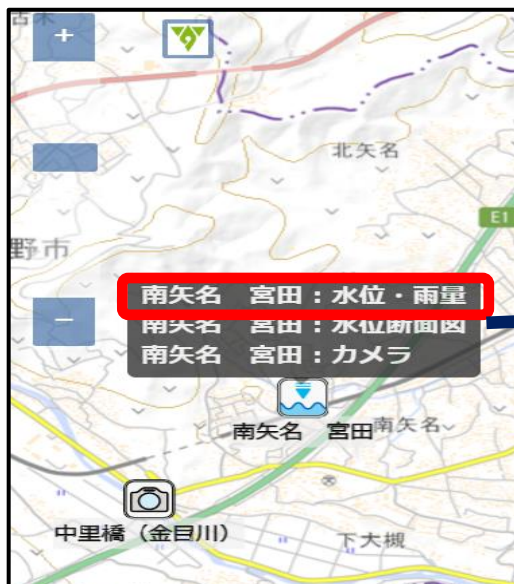 古木
+
北矢名
E1
野市
南矢名　宮田：水位・雨量
南矢名　宮田：水位断面図
−
南矢名　宮田：カメラ
南矢名　宮田
南矢名
中里橋（金目川）
下大槻